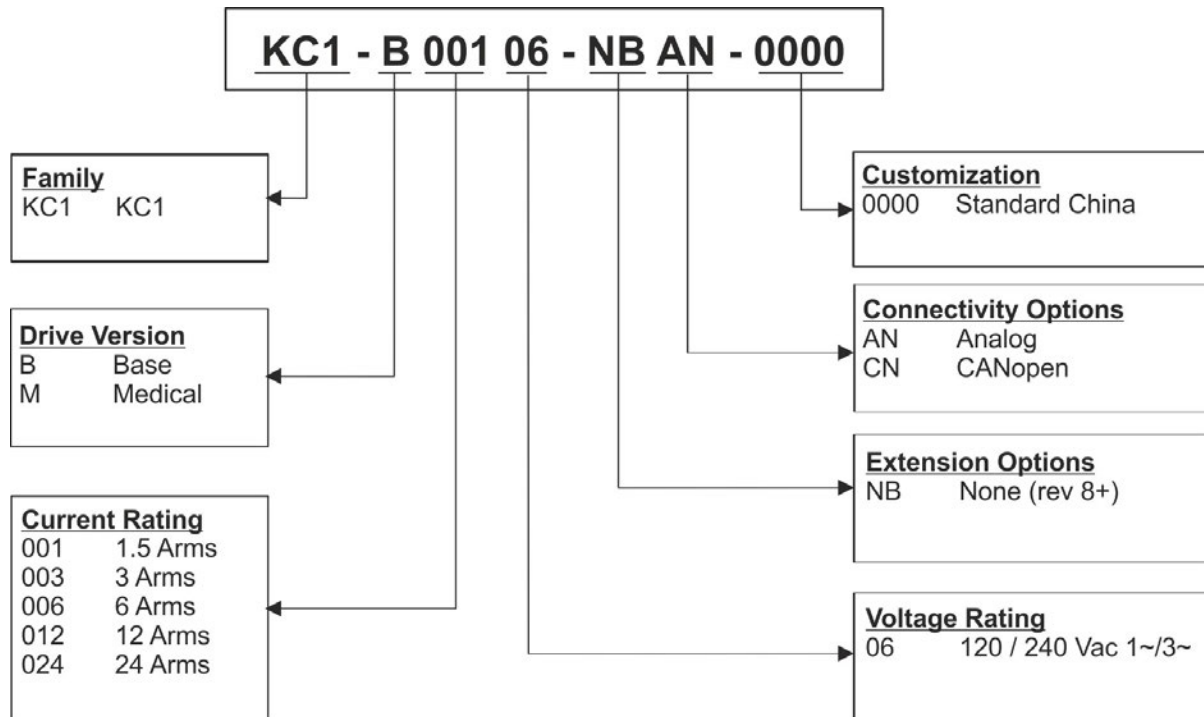 KC1 - B 001 06 - NB AN - 0000
Family
KC1 KC1
Drive Version
B Base
M Medical
Current Rating
001 1.5 Arms
003 3 Arms
006 6 Arms
012 12 Arms
024 24 Arms
Customization
0000 Standard China
Connectivity Options
AN Analog
CN CANopen
Extension Options
NB None (rev 8+)
Voltage Rating
06 120 / 240 Vac 1~/3~